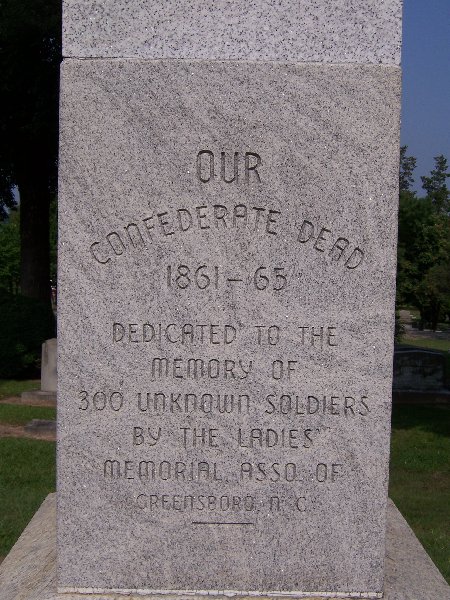 OUR
CONFEDERATE DEAD
1861-65
DEDICATED TO THE
MEMORY OF
300 UNKNOWN SOLDIERS
BY THE LADIES'
MEMORIAL ASSO. OF
GREENSBORO N. C.